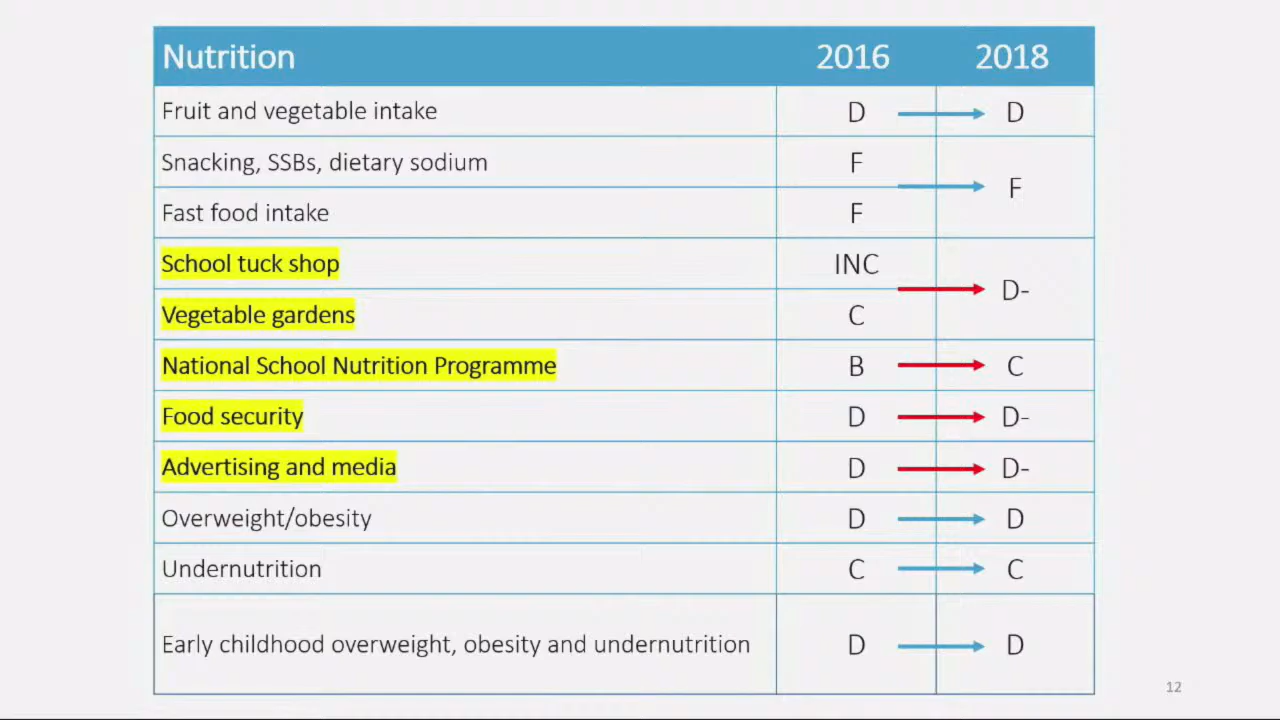 Nutrition 2016 2018
Fruit and vegetable intake D D
Snacking, SSBs, dietary sodium F
F
Fast food intake F
School tuck shop INC
D-
Vegetable gardens C
National School Nutrition Programme B C
Food security D D-
Advertising and media D D-
Overweight/obesity D D
Undernutrition C C
Early childhood overweight, obesity and undernutrition D D
12